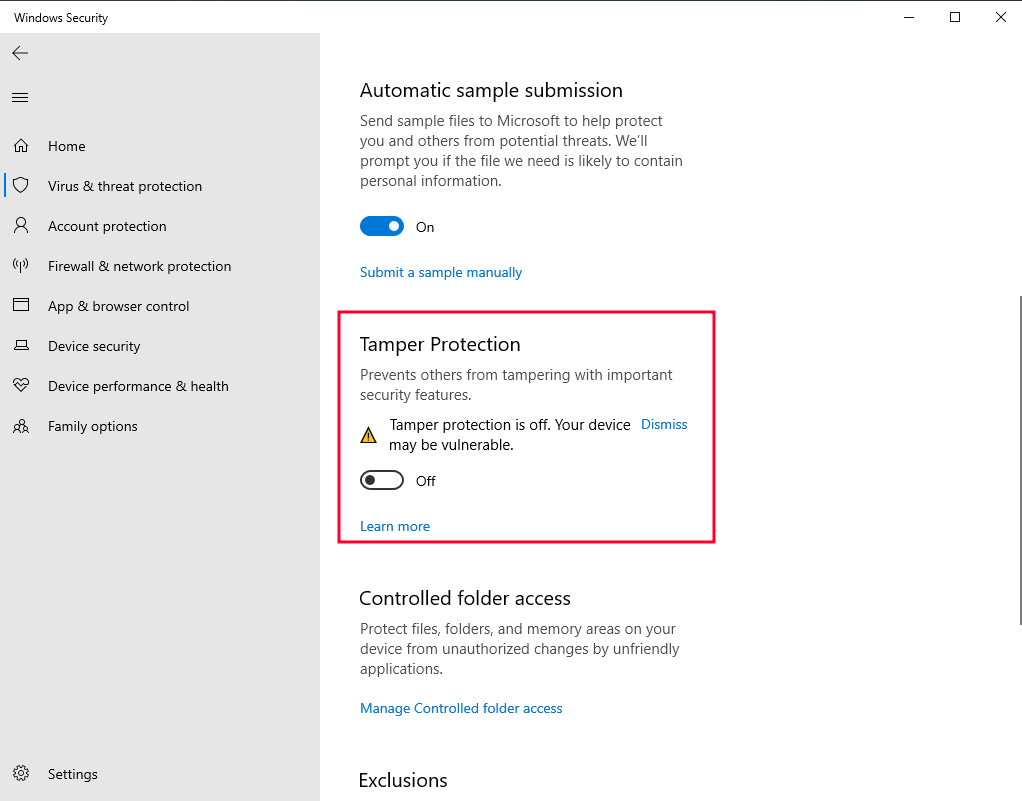 Windows Security
Home
Virus & threat protection
Account protection
Firewall & network protection
App & browser control
Device security
Device performance & health
Family options
Settings
Automatic sample submission
Send sample files to Microsoft to help protect
you and others from potential threats. We’ll
prompt you if the file we need is likely to contain
personal information.
On
Submit a sample manually
Tamper Protection
Prevents others from tampering with important
security features.
Tamper protection is off. Your device Dismiss
may be vulnerable.
Off
Learn more
Controlled folder access
Protect files, folders, and memory areas on your
device from unauthorized changes by unfriendly
applications.
Manage Controlled folder access
Exclusions